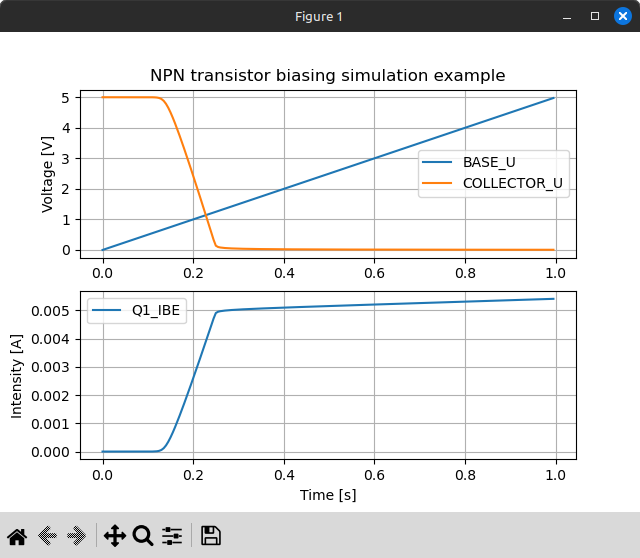 Figure 1
NPN transistor biasing simulation example
Voltage [V]
5
4
3
2
1
0
BASE_U
COLLECTOR_U
0.0 0.2 0.4 0.6 0.8 1.0
Intensity [A]
0.005
0.004
0.003
0.002
0.001
0.000
Q1_IBE
0.0 0.2 0.4 0.6 0.8 1.0
Time [s]